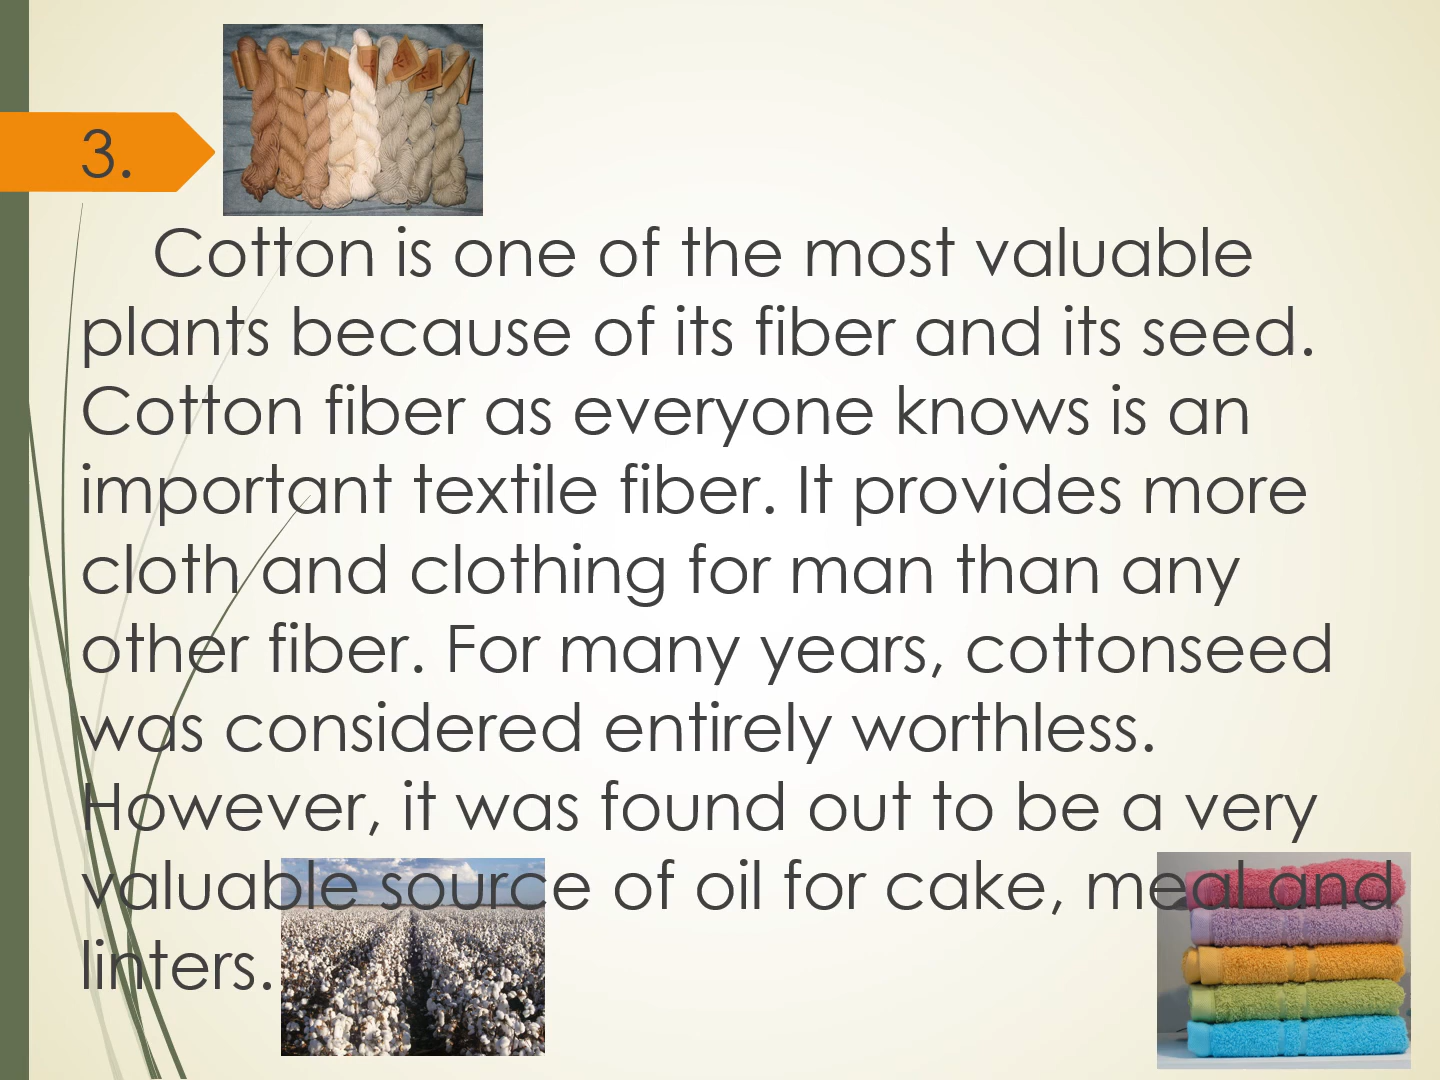 3.
Cotton is one of the most valuable
plants because of its fiber and its seed.
Cotton fiber as everyone knows is an
important textile fiber. It provides more
cloth and clothing for man than any
other fiber. For many years, cottonseed
was considered entirely worthless.
However, it was found out to be a very
valuable source of oil for cake, meal and
linters.